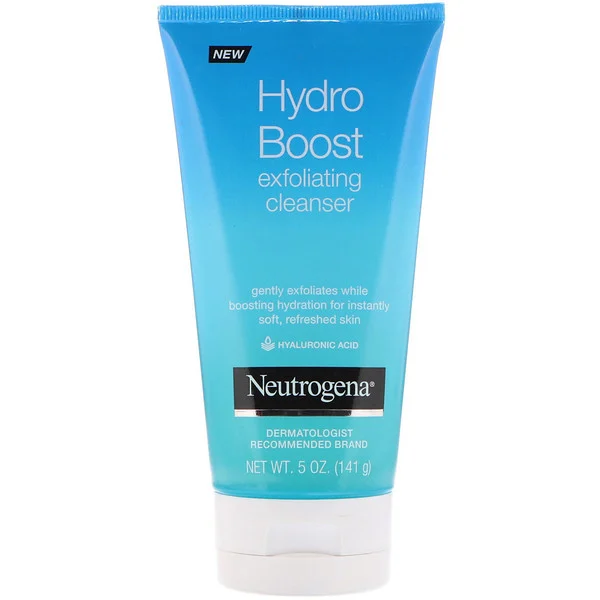 NEW
Hydro
Boost
exfoliating
cleanser
gently exfoliates while
boosting hydration for instantly
soft, refreshed skin
HYALURONIC ACID
Neutrogena®
DERMATOLOGIST
RECOMMENDED BRAND
NET WT. 5 OZ. (141 g)